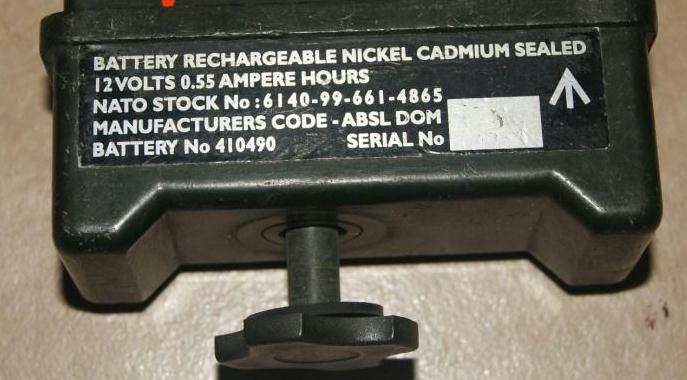 BATTERY RECHARGEABLE NICKEL CADMIUM SEALED
12 VOLTS 0.55 AMPERE HOURS
NATO STOCK No : 6140-99-661-4865
MANUFACTURERS CODE - ABSL DOM
BATTERY No 410490 SERIAL No